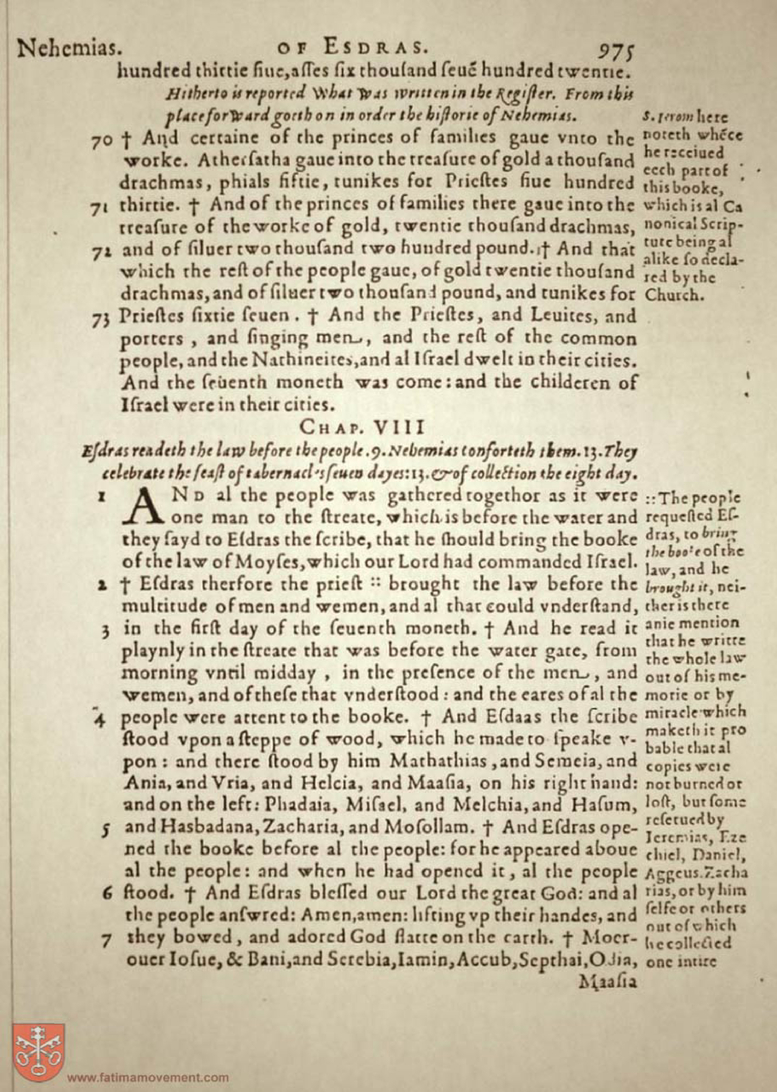 Nehemias.
OF ESDRAS.
975
hundred thirtie fiue,asses six thousand seuē hundred twentie.
Hitherto is reported What Was written in the Register. From this
place forWard goeth on in order the historie of Nehemias.
70 † And certaine of the princes of families gaue vnto the
worke. Athersatha gaue into the treasure of gold a thousand
drachmas, phials fiftie, tunikes for Priestes fiue hundred
71 thirtie. † And of the princes of families there gaue into the
treasure of the worke of gold, twentie thousand drachmas,
72 and of siluer two thousand two hundred pound. † And that
which the rest of the people gaue, of gold twentie thousand
drachmas, and of siluer two thousand pound, and tunikes for
73 Priestes sixtie seuen. † And the Priestes, and Leuites, and
porters , and singing men, and the rest of the common
people, and the Nathineites,and al Israel dwelt in their cities.
And the seuenth moneth was come: and the childeren of
Israel were in their cities.
S. Ierom here
noteth whēce
he receiued
eech part of
this booke,
which is al Ca
nonical Scrip-
ture being al
alike so decla-
red by the
Church.
CHAP. VIII
Esdras readeth the law before the people. 9. Nehemias conforteth them. 13. They
celebrate the feast of tabernacles seuen dayes: 13. & of collection the eight day.
1 AND al the people was gathered togethor as it were
one man to the streate, which is before the water and
they sayd to Esdras the scribe, that he should bring the booke
of the law of Moyses, which our Lord had commanded Israel.
2 † Esdras therfore the priest :: brought the law before the
multitude of men and wemen, and al that could vnderstand,
3 in the first day of the seuenth moneth. † And he read it
playnly in the streate that was before the water gate, from
morning vntil midday , in the presence of the men, and
wemen, and of these that vnderstood : and the eares of al the
4 people were attent to the booke. † And Esdaas the scribe
stood vpon a steppe of wood, which he made to speake v-
pon : and there stood by him Mathathias ,and Semeia, and
Ania, and Vria, and Helcia, and Maasia, on his right hand:
and on the left: Phadaia, Misael, and Melchia, and Hasum,
5 and Hasbadana, Zacharia, and Mosollam. † And Esdras ope-
ned the booke before al the people: for he appeared aboue
al the people: and when he had opened it , al the people
6 stood. † And Esdras blessed our Lord the great God: and al
the people answred: Amen,amen: lifting vp their handes, and
7 they bowed , and adored God flatte on the earth. † Moer-
ouer Iosue, & Bani,and Serebia,Iamin, Accub, Septhai, Odia,
Maasia
::The people
requested Es-
dras, to bring
the booke of the
law, and he
brought it, nei-
ther is there
anie mention
that he writte
the whole law
out of his me-
morie or by
miracle which
maketh it pro
bable that al
copies were
not burned or
lost, but some
reserued by
Ieremias, Eze
chiel, Daniel,
Aggeus. Zacha
rias, or by him
selfe or others
out of which
he collected
one intire
www.fatimamovement.com